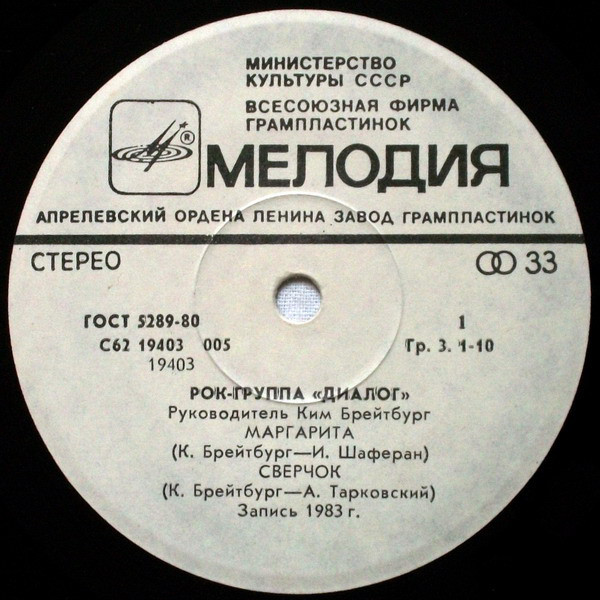 МИНИСТЕРСТВО
КУЛЬТУРЫ СССР
ВСЕСОЮЗНАЯ ФИРМА
ГРАМПЛАСТИНОК
®
МЕЛОДИЯ
АПРЕЛЕВСКИЙ ОРДЕНА ЛЕНИНА ЗАВОД ГРАМПЛАСТИНОК
СТЕРЕО 33
ГОСТ 5289-80 1
С62 19403 005 Гр. 3. 1-10
19403
РОК-ГРУППА «ДИАЛОГ»
Руководитель Ким Брейтбург
МАРГАРИТА
(К. Брейтбург—И. Шаферан)
СВЕРЧОК
(К. Брейтбург—А. Тарковский)
Запись 1983 г.